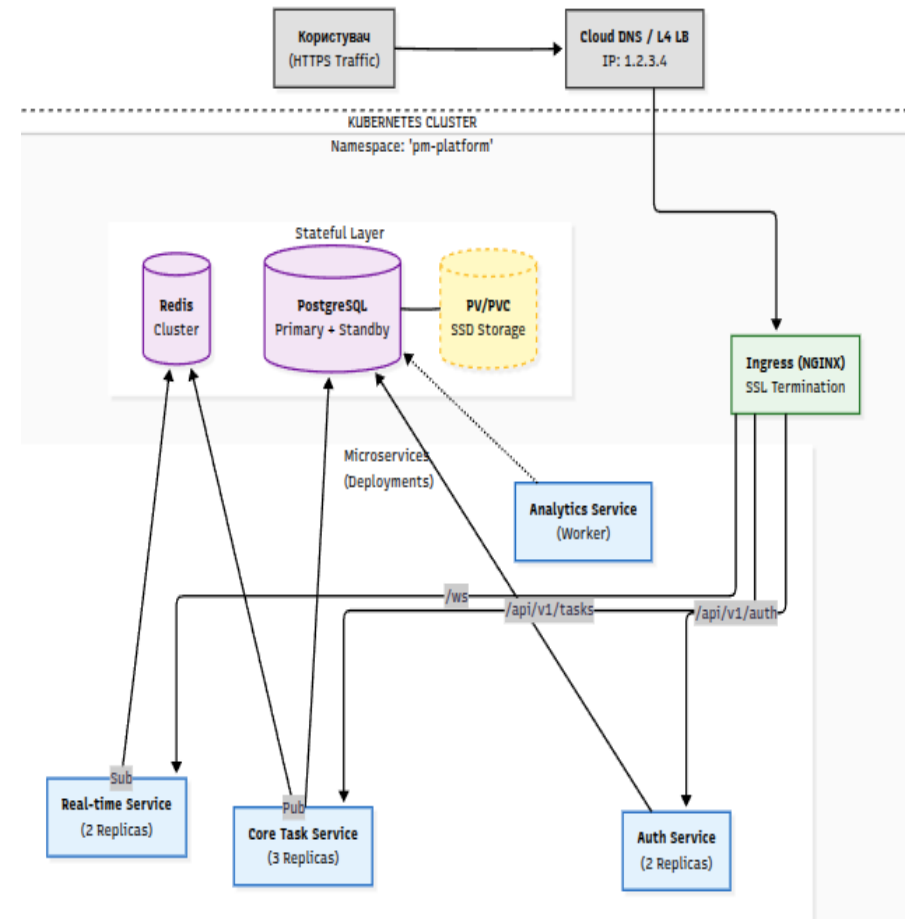 Користувач
(HTTPS Traffic)
Cloud DNS / L4 LB
IP: 1.2.3.4
KUBERNETES CLUSTER
Namespace: 'pm-platform'
Stateful Layer
Redis
Cluster
PostgreSQL
Primary + Standby
PV/PVC
SSD Storage
Ingress (NGINX)
SSL Termination
Microservices
(Deployments)
Analytics Service
(Worker)
/ws
/api/v1/tasks
/api/v1/auth
Sub
Real-time Service
(2 Replicas)
Pub
Core Task Service
(3 Replicas)
Auth Service
(2 Replicas)